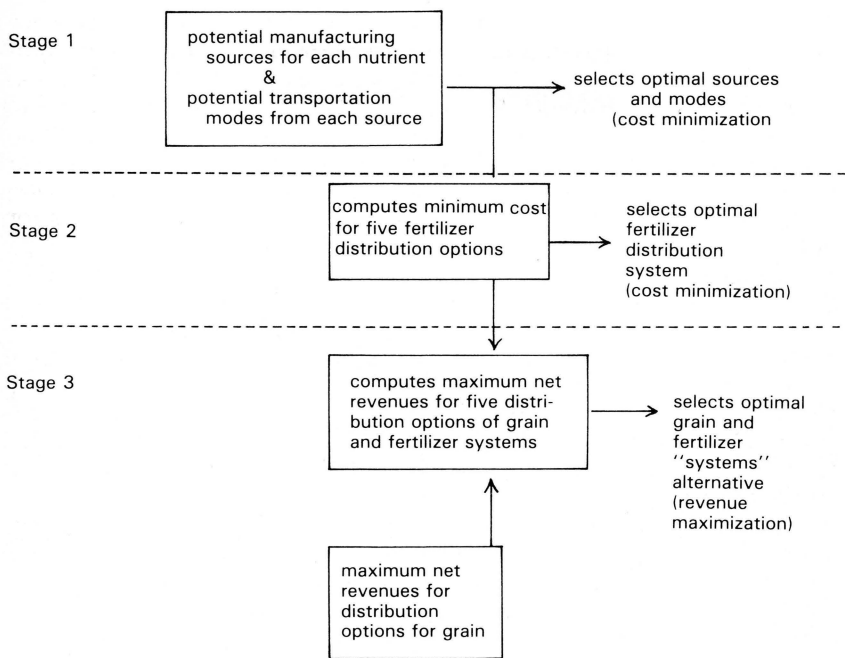 Stage 1
potential manufacturing
sources for each nutrient
&
potential transportation
modes from each source
selects optimal sources
and modes
(cost minimization
Stage 2
computes minimum cost
for five fertilizer
distribution options
selects optimal
fertilizer
distribution
system
(cost minimization)
Stage 3
computes maximum net
revenues for five distri-
bution options of grain
and fertilizer systems
selects optimal
grain and
fertilizer
''systems''
alternative
(revenue
maximization)
maximum net
revenues for
distribution
options for grain